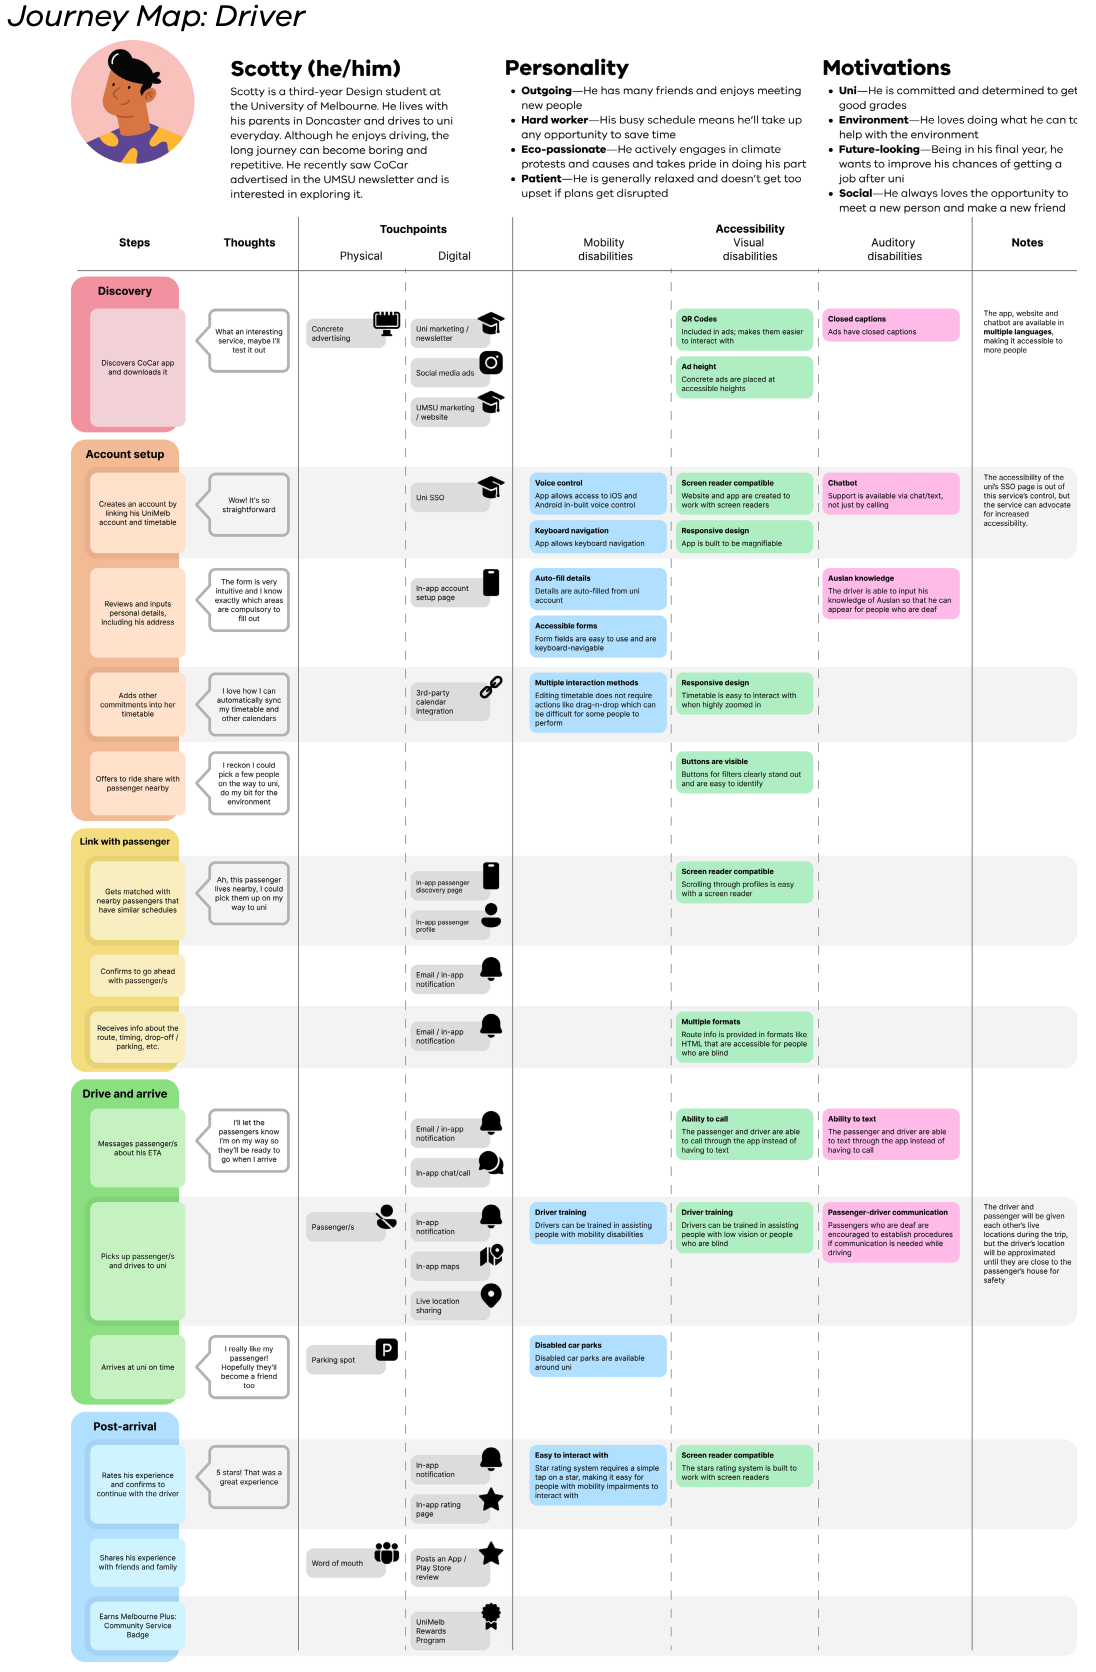 Journey Map: Driver
Scotty (he/him)
Scotty is a third-year Design student at
the University of Melbourne. He lives with
his parents in Doncaster and drives to uni
everyday. Although he enjoys driving, the
long journey can become boring and
repetitive. He recently saw CoCar
advertised in the UMSU newsletter and is
interested in exploring it.
Personality
• Outgoing—He has many friends and enjoys meeting
new people
• Hard worker—His busy schedule means he'll take up
any opportunity to save time
• Eco-passionate—He actively engages in climate
protests and causes and takes pride in doing his part
• Patient—He is generally relaxed and doesn't get too
upset if plans get disrupted
Motivations
• Uni—He is committed and determined to get
good grades
• Environment—He loves doing what he can to
help with the environment
• Future-looking—Being in his final year, he
wants to improve his chances of getting a
job after uni
• Social—He always loves the opportunity to
meet a new person and make a new friend
Steps
Thoughts
Touchpoints
Physical
Digital
Accessibility
Mobility
disabilities
Visual
disabilities
Auditory
disabilities
Notes
Discovery
Discovers CoCar app
and downloads it
What an interesting
service, maybe I'll
test it out
Concrete
advertising
Uni marketing /
newsletter
Social media ads
UMSU marketing
/ website
QR Codes
Included in ads; makes them easier
to interact with
Ad height
Concrete ads are placed at
accessible heights
Closed captions
Ads have closed captions
The app, website and
chatbot are available in
multiple languages,
making it accessible to
more people
Account setup
Creates an account by
linking his UniMelb
account and timetable
Wow! It's so
straightforward
Uni SSO
Voice control
App allows access to iOS and
Android in-built voice control
Keyboard navigation
App allows keyboard navigation
Screen reader compatible
Website and app are created to
work with screen readers
Responsive design
App is built to be magnifiable
Chatbot
Support is available via chat/text,
not just by calling
The accessibility of the
uni's SSO page is out of
this service's control, but
the service can advocate
for increased
accessibility.
Reviews and inputs
personal details,
including his address
The form is very
intuitive and I know
exactly which areas
are compulsory to
fill out
In-app account
setup page
Auto-fill details
Details are auto-filled from uni
account
Accessible forms
Form fields are easy to use and are
keyboard-navigable
Auslan knowledge
The driver is able to input his
knowledge of Auslan so that he can
appear for people who are deaf
Adds other
commitments into her
timetable
I love how I can
automatically sync
my timetable and
other calendars
3rd-party
calendar
integration
Multiple interaction methods
Editing timetable does not require
actions like drag-n-drop which can
be difficult for some people to
perform
Responsive design
Timetable is easy to interact with
when highly zoomed in
Offers to ride share with
passenger nearby
I reckon I could
pick a few people
on the way to uni,
do my bit for the
environment
Buttons are visible
Buttons for filters clearly stand out
and are easy to identify
Link with passenger
Gets matched with
nearby passengers that
have similar schedules
Ah, this passenger
lives nearby, I could
pick them up on my
way to uni
In-app passenger
discovery page
In-app passenger
profile
Screen reader compatible
Scrolling through profiles is easy
with a screen reader
Confirms to go ahead
with passenger/s
Email / in-app
notification
Receives info about the
route, timing, drop-off /
parking, etc.
Email / in-app
notification
Multiple formats
Route info is provided in formats like
HTML that are accessible for people
who are blind
Drive and arrive
Messages passenger/s
about his ETA
I'll let the
passengers know
I'm on my way so
they'll be ready to
go when I arrive
Email / in-app
notification
In-app chat/call
Ability to call
The passenger and driver are able
to call through the app instead of
having to text
Ability to text
The passenger and driver are able
to text through the app instead of
having to call
Picks up passenger/s
and drives to uni
Passenger/s
In-app
notification
In-app maps
Live location
sharing
Driver training
Drivers can be trained in assisting
people with mobility disabilities
Driver training
Drivers can be trained in assisting
people with low vision or people
who are blind
Passenger-driver communication
Passengers who are deaf are
encouraged to establish procedures
if communication is needed while
driving
The driver and
passenger will be given
each other's live
locations during the trip,
but the driver's location
will be approximated
until they are close to the
passenger's house for
safety
Arrives at uni on time
I really like my
passenger!
Hopefully they'll
become a friend
too
Parking spot
P
Disabled car parks
Disabled car parks are available
around uni
Post-arrival
Rates his experience
and confirms to
continue with the driver
5 stars! That was a
great experience
In-app
notification
In-app rating
page
Easy to interact with
Star rating system requires a simple
tap on a star, making it easy for
people with mobility impairments to
interact with
Screen reader compatible
The stars rating system is built to
work with screen readers
Shares his experience
with friends and family
Word of mouth
Posts an App /
Play Store
review
Earns Melbourne Plus:
Community Service
Badge
UniMelb
Rewards
Program